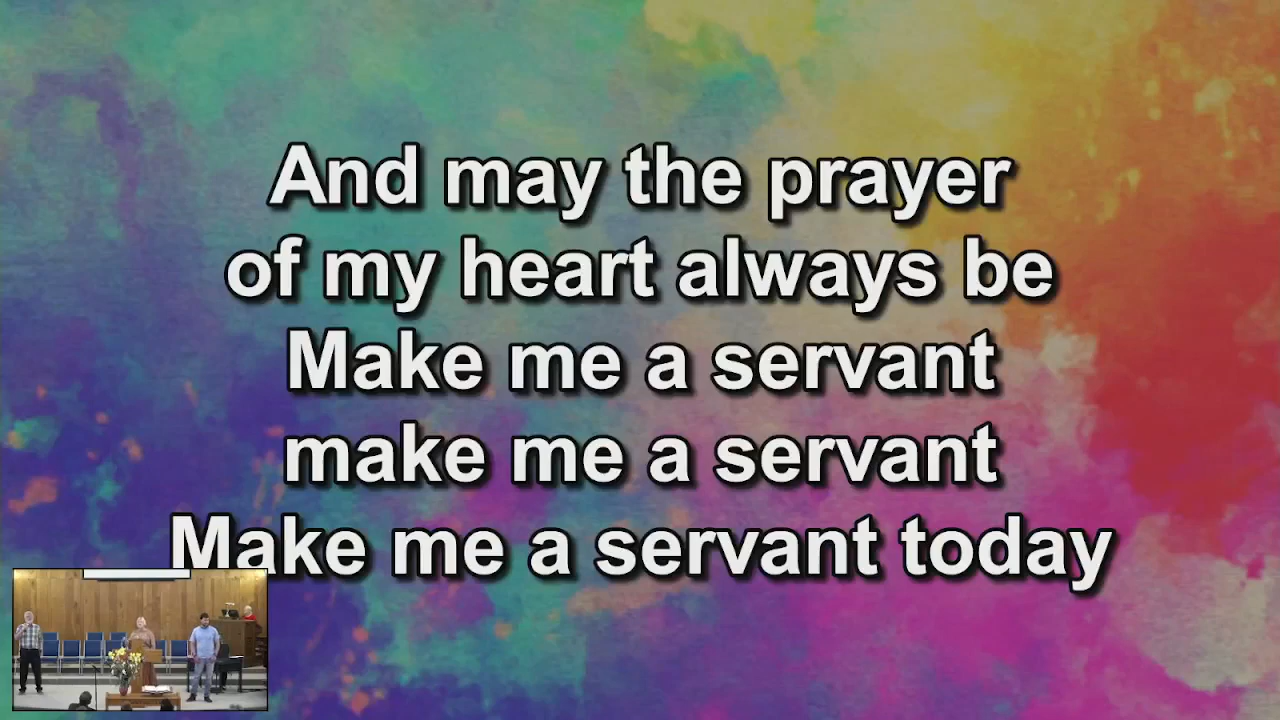 And may the prayer
of my heart always be
Make me a servant
make me a servant
Make me a servant today